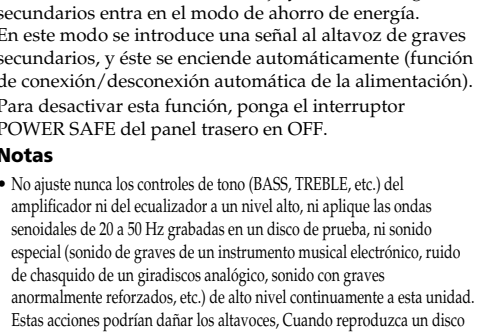 secundarios entra en el modo de ahorro de energía.
En este modo se introduce una señal al altavoz de graves
secundarios, y éste se enciende automáticamente (función
de conexión/desconexión automática de la alimentación).
Para desactivar esta función, ponga el interruptor
POWER SAFE del panel trasero en OFF.
Notas
• No ajuste nunca los controles de tono (BASS, TREBLE, etc.) del
amplificador ni del ecualizador a un nivel alto, ni aplique las ondas
senoidales de 20 a 50 Hz grabadas en un disco de prueba, ni sonido
especial (sonido de graves de un instrumento musical electrónico, ruido
de chasquido de un giradiscos analógico, sonido con graves
anormalmente reforzados, etc.) de alto nivel continuamente a esta unidad.
Estas acciones podrían dañar los altavoces, Cuando reproduzca un disco